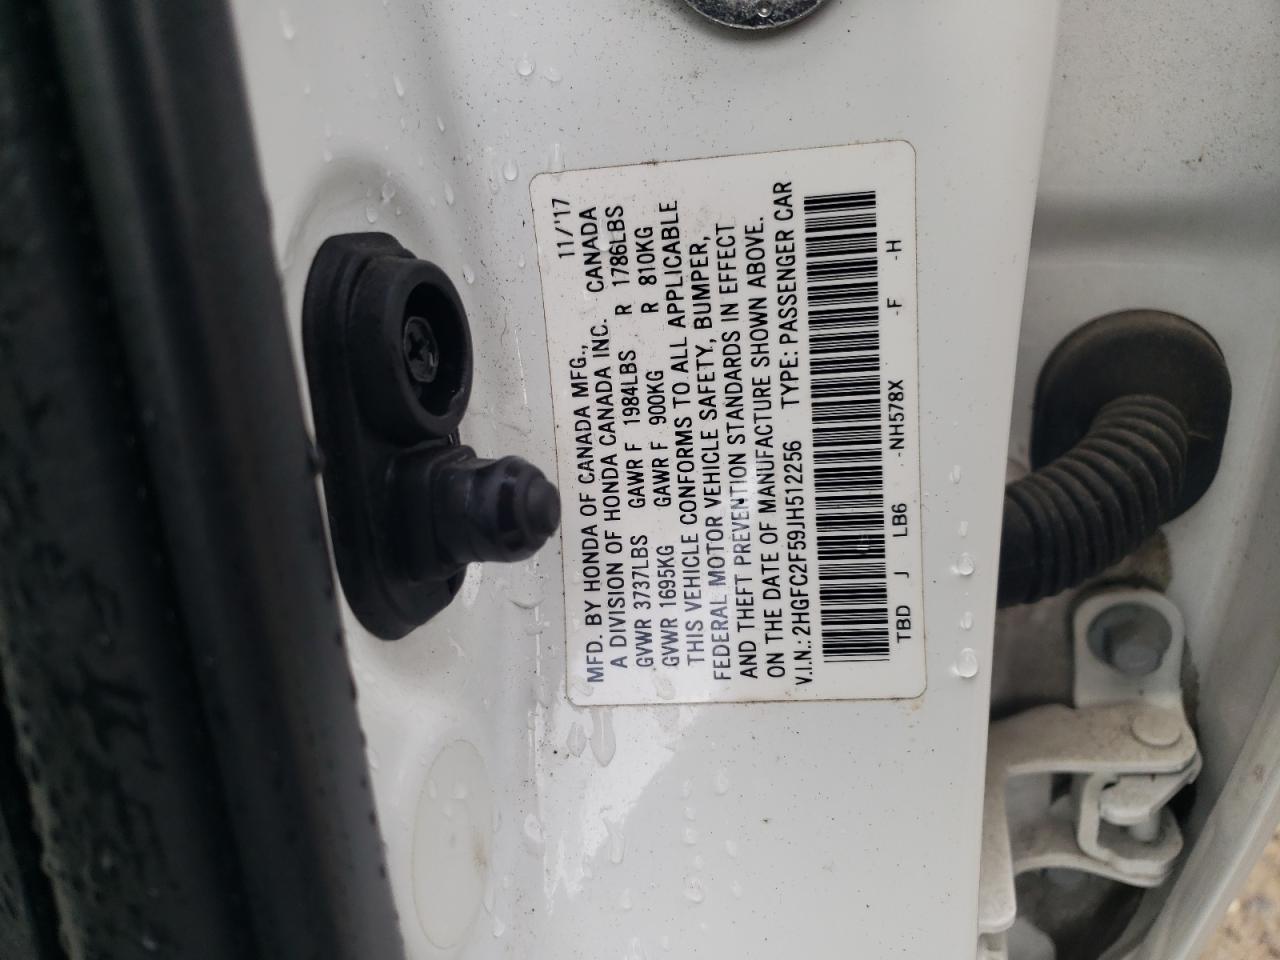 11/'17
MFD. BY HONDA OF CANADA MFG.,
A DIVISION OF HONDA CANADA INC. CANADA
GVWR 3737LBS GAWR F 1984LBS R 1786LBS
GVWR 1695KG GAWR F 900KG R 810KG
THIS VEHICLE CONFORMS TO ALL APPLICABLE
FEDERAL MOTOR VEHICLE SAFETY, BUMPER,
AND THEFT PREVENTION STANDARDS IN EFFECT
ON THE DATE OF MANUFACTURE SHOWN ABOVE.
V.I.N.: 2HGFC2F59JH512256 TYPE: PASSENGER CAR
TBD J LB6 -NH578X -F -H